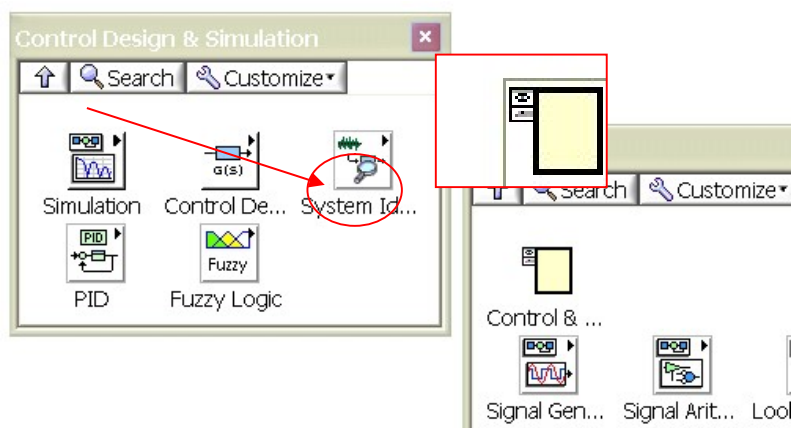 Control Design & Simulation
Search Customize
G(S)
Simulation Control De... System Id...
PID
Fuzzy
PID Fuzzy Logic
Search Customize
Control & ...
Signal Gen... Signal Arit... Loo